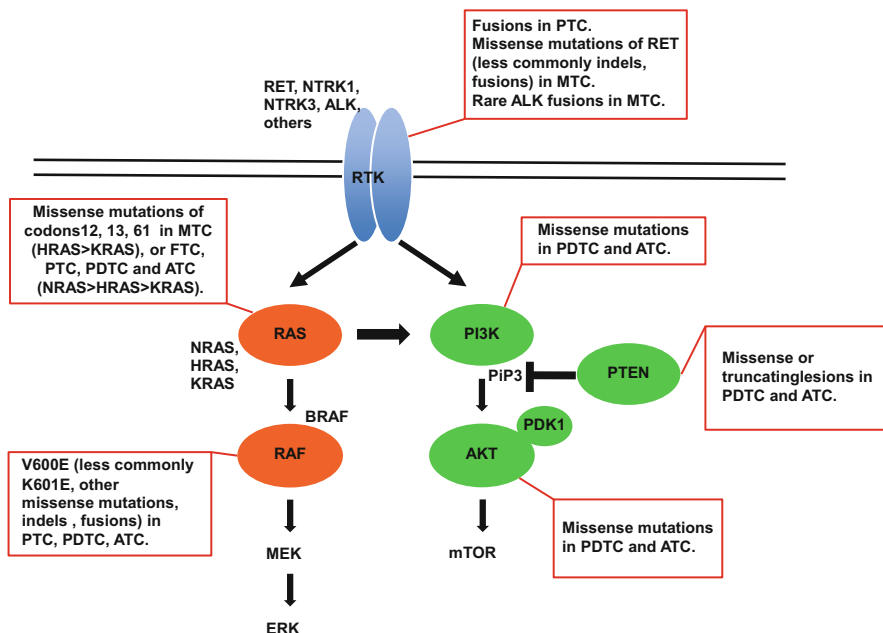 Fusions in PTC.
Missense mutations of RET
(less commonly indels,
fusions) in MTC.
Rare ALK fusions in MTC.
RET, NTRK1,
NTRK3, ALK,
others
RTK
Missense mutations of
codons12, 13, 61 in MTC
(HRAS>KRAS), or FTC,
PTC, PDTC and ATC
(NRAS>HRAS>KRAS).
Missense mutations
in PDTC and ATC.
RAS
PI3K
NRAS,
HRAS,
KRAS
PiP3
PTEN
Missense or
truncatinglesions in
PDTC and ATC.
BRAF
PDK1
RAF
AKT
V600E (less commonly
K601E, other
missense mutations,
indels , fusions) in
PTC, PDTC, ATC.
Missense mutations
in PDTC and ATC.
MEK
mTOR
ERK